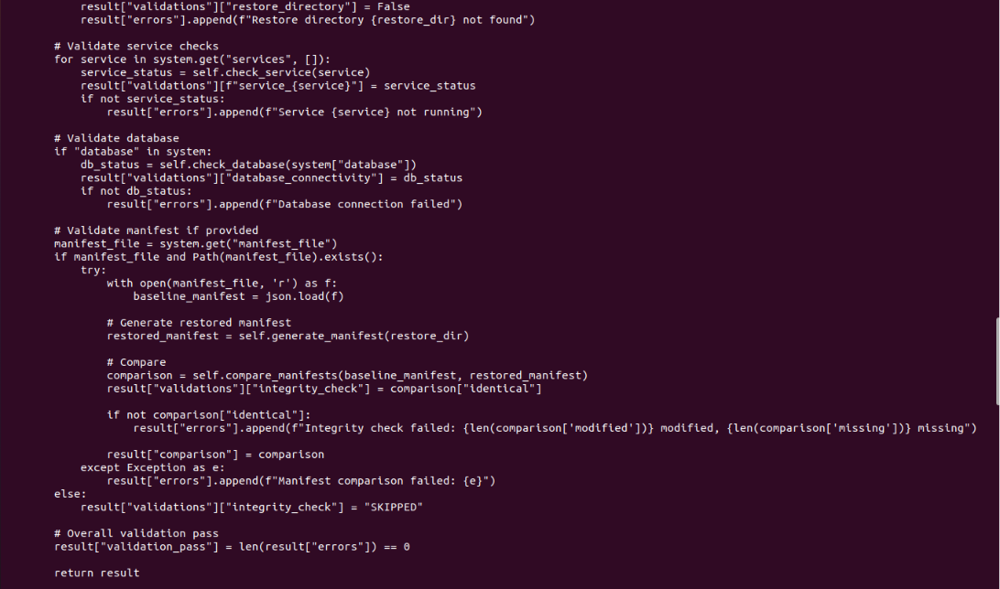 result["validations"]["restore_directory"] = False
            result["errors"].append(f"Restore directory {restore_dir} not found")

        # Validate service checks
        for service in system.get("services", []):
            service_status = self.check_service(service)
            result["validations"][f"service_{service}"] = service_status
            if not service_status:
                result["errors"].append(f"Service {service} not running")

        # Validate database
        if "database" in system:
            db_status = self.check_database(system["database"])
            result["validations"]["database_connectivity"] = db_status
            if not db_status:
                result["errors"].append(f"Database connection failed")

        # Validate manifest if provided
        manifest_file = system.get("manifest_file")
        if manifest_file and Path(manifest_file).exists():
            try:
                with open(manifest_file, 'r') as f:
                    baseline_manifest = json.load(f)

                # Generate restored manifest
                restored_manifest = self.generate_manifest(restore_dir)

                # Compare
                comparison = self.compare_manifests(baseline_manifest, restored_manifest)
                result["validations"]["integrity_check"] = comparison["identical"]

                if not comparison["identical"]:
                    result["errors"].append(f"Integrity check failed: {len(comparison['modified'])} modified, {len(comparison['missing'])} missing")

                result["comparison"] = comparison
            except Exception as e:
                result["errors"].append(f"Manifest comparison failed: {e}")
        else:
            result["validations"]["integrity_check"] = "SKIPPED"

        # Overall validation pass
        result["validation_pass"] = len(result["errors"]) == 0

        return result